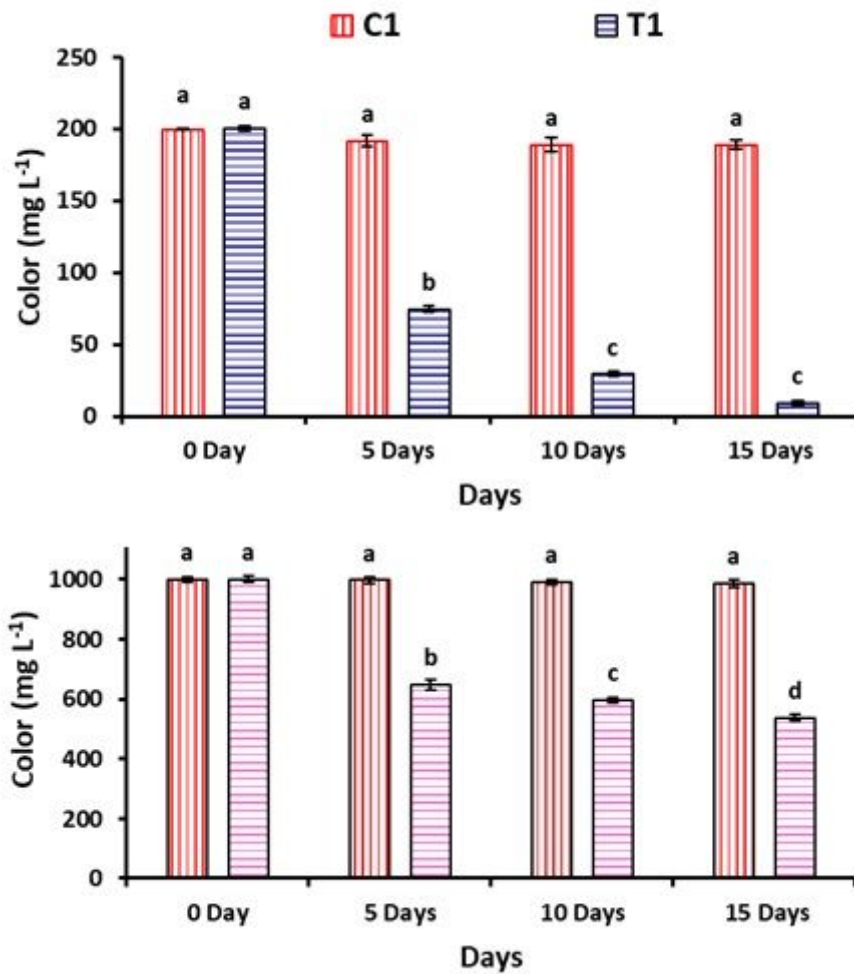 C1 T1
250
200
150
100
50
0
Color (mg L-1)
a a a b a c a c
0 Day 5 Days 10 Days 15 Days
Days
1000
800
600
400
200
0
Color (mg L-1)
a a a b a c a d
0 Day 5 Days 10 Days 15 Days
Days